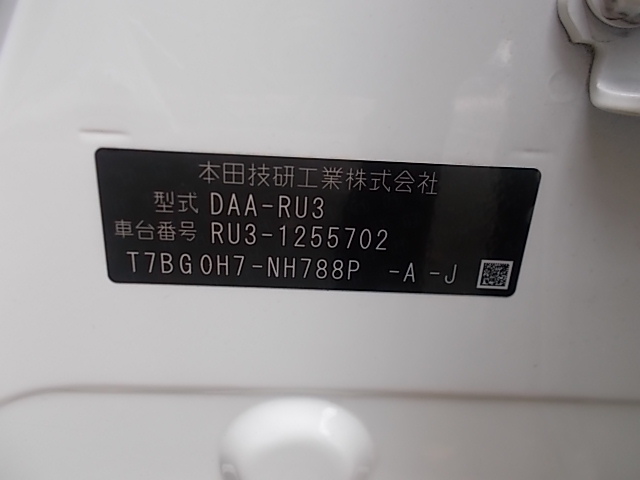 本田技研工業株式会社
型式 DAA-RU3
車台番号 RU3-1255702
T7BG0H7-NH788P -A -J